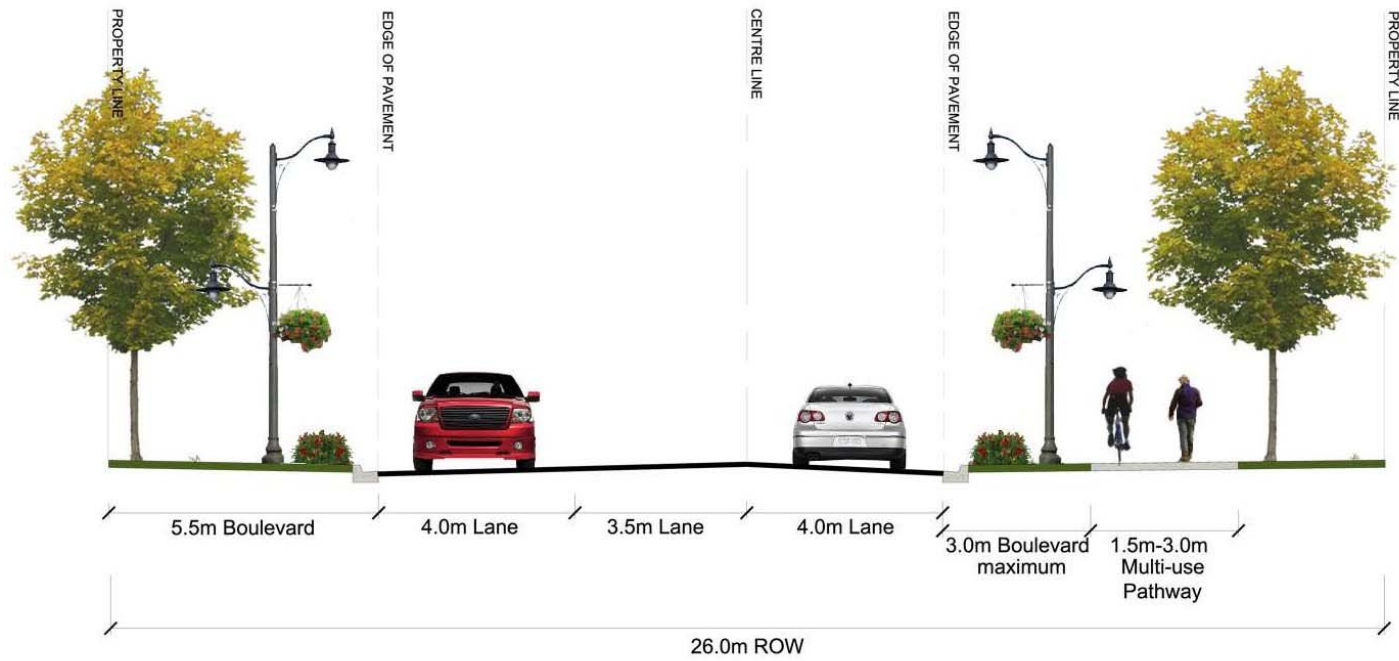 PROPERTY LINE
EDGE OF PAVEMENT
CENTRE LINE
EDGE OF PAVEMENT
PROPERTY LINE
5.5m Boulevard
4.0m Lane
3.5m Lane
4.0m Lane
3.0m Boulevard
maximum
1.5m-3.0m
Multi-use
Pathway
26.0m ROW